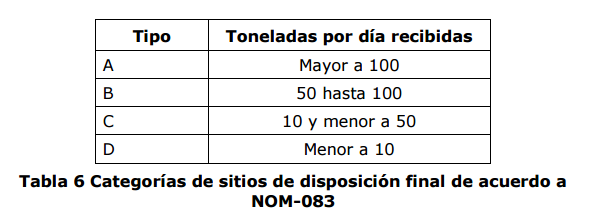 Tipo Toneladas por día recibidas
A Mayor a 100
B 50 hasta 100
C 10 y menor a 50
D Menor a 10
Tabla 6 Categorías de sitios de disposición final de acuerdo a
NOM-083